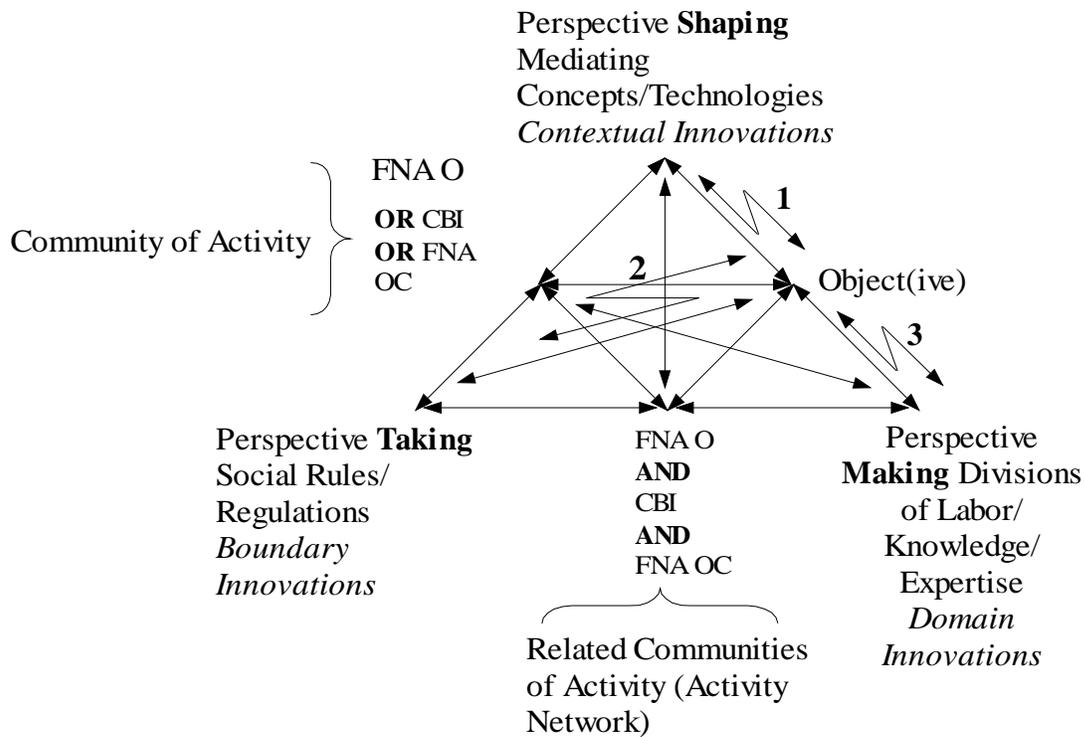 Perspective Shaping
Mediating
Concepts/Technologies
Contextual Innovations
FNA O
OR CBI
OR FNA
OC
Community of Activity
1
2
Object(ive)
3
Perspective Taking
Social Rules/
Regulations
Boundary
Innovations
FNA O
AND
CBI
AND
FNA OC
Related Communities
of Activity (Activity
Network)
Perspective
Making Divisions
of Labor/
Knowledge/
Expertise
Domain
Innovations